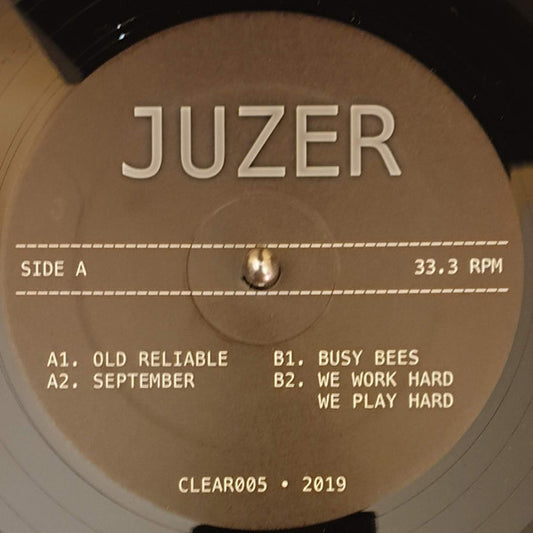 JUZER
SIDE A 33.3 RPM
A1. OLD RELIABLE
A2. SEPTEMBER
B1. BUSY BEES
B2. WE WORK HARD
WE PLAY HARD
CLEAR005 • 2019